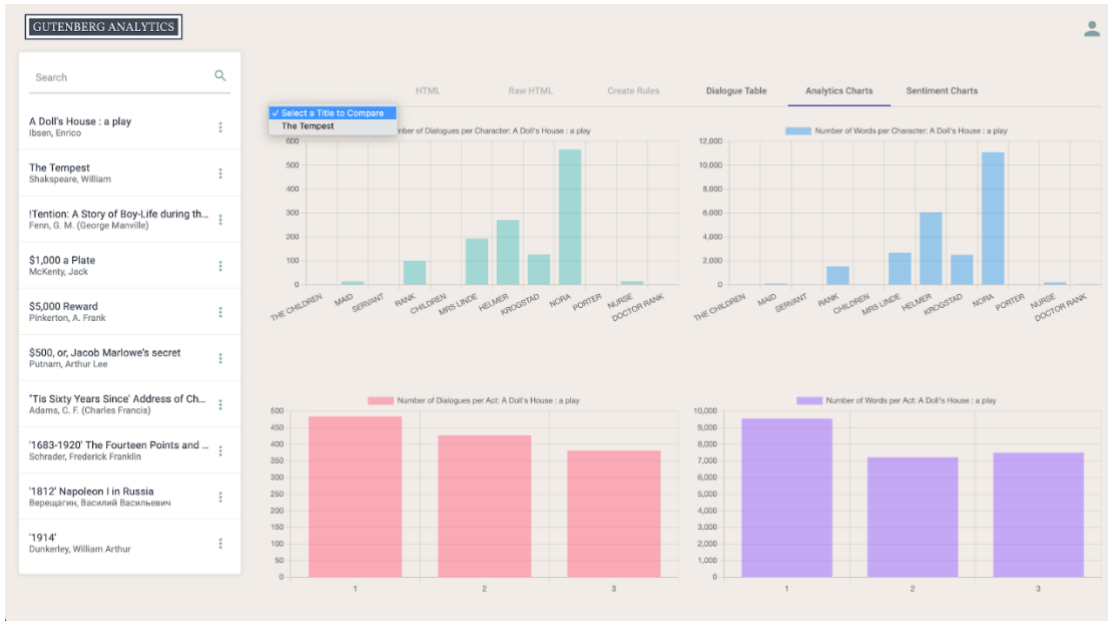 GUTENBERG ANALYTICS
Search
A Doll's House : a play
Ibsen, Enrico
The Tempest
Shakspeare, William
!Tention: A Story of Boy-Life during th...
Fenn, G. M. (George Manville)
$1,000 a Plate
McKenty, Jack
$5,000 Reward
Pinkerton, A. Frank
$500, or, Jacob Marlowe's secret
Putnam, Arthur Lee
"Tis Sixty Years Since' Address of Ch...
Adams, C. F. (Charles Francis)
'1683-1920' The Fourteen Points and ...
Schrader, Frederick Franklin
'1812' Napoleon I in Russia
Верещагин, Василий Васильевич
'1914'
Dunkerley, William Arthur
HTML Raw HTML Create Rules Dialogue Table Analytics Charts Sentiment Charts
✓ Select a Title to Compare
The Tempest
mber of Dialogues per Character: A Doll's House : a play
600
500
400
300
200
100
0
THE CHILDREN MAID SERVANT RANK CHILDREN MRS LINDE HELMER KROGSTAD NORA PORTER NURSE DOCTOR RANK
Number of Words per Character: A Doll's House : a play
12,000
10,000
8,000
6,000
4,000
2,000
0
THE CHILDREN MAID SERVANT RANK CHILDREN MRS LINDE HELMER KROGSTAD NORA PORTER NURSE DOCTOR RANK
Number of Dialogues per Act: A Doll's House : a play
500
450
400
350
300
250
200
150
100
50
0
1 2 3
Number of Words per Act: A Doll's House : a play
10,000
9,000
8,000
7,000
6,000
5,000
4,000
3,000
2,000
1,000
0
1 2 3